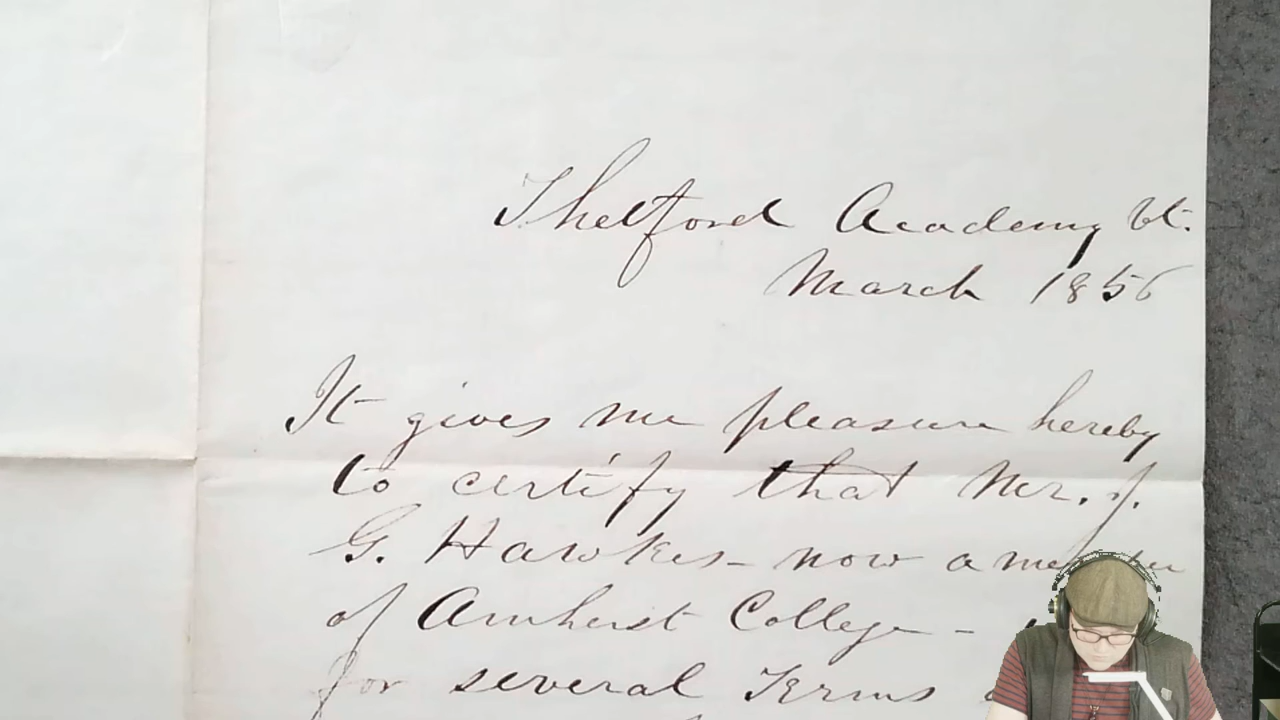 Thetford Academy Vt.
March 1856
It gives me pleasure hereby
to certify that Mr. J.
G. Hawkes - now a member
of Amherst College -
for several Terms